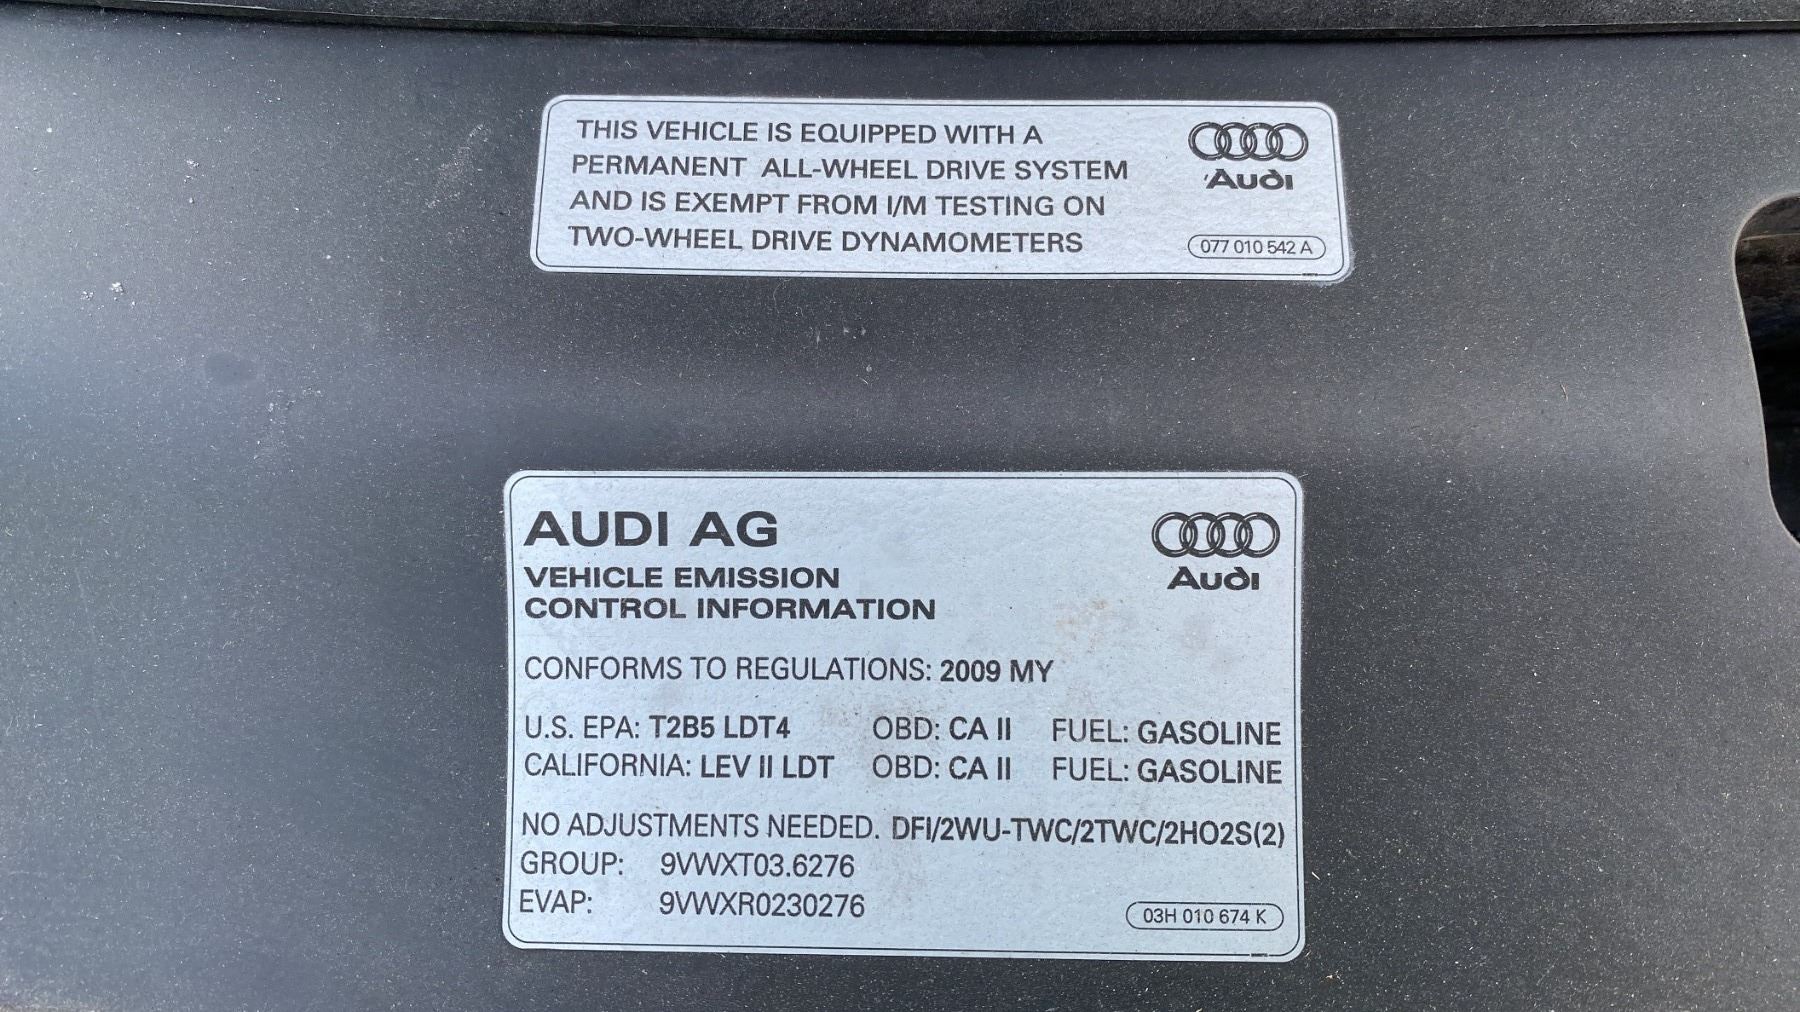 THIS VEHICLE IS EQUIPPED WITH A
PERMANENT ALL-WHEEL DRIVE SYSTEM
AND IS EXEMPT FROM I/M TESTING ON
TWO-WHEEL DRIVE DYNAMOMETERS
Audi
077 010 542 A
AUDI AG
Audi
VEHICLE EMISSION
CONTROL INFORMATION
CONFORMS TO REGULATIONS: 2009 MY
U.S. EPA: T2B5 LDT4 OBD: CA II FUEL: GASOLINE
CALIFORNIA: LEV II LDT OBD: CA II FUEL: GASOLINE
NO ADJUSTMENTS NEEDED. DFI/2WU-TWC/2TWC/2HO2S(2)
GROUP: 9VWXT03.6276
EVAP: 9VWXR0230276
03H 010 674 K